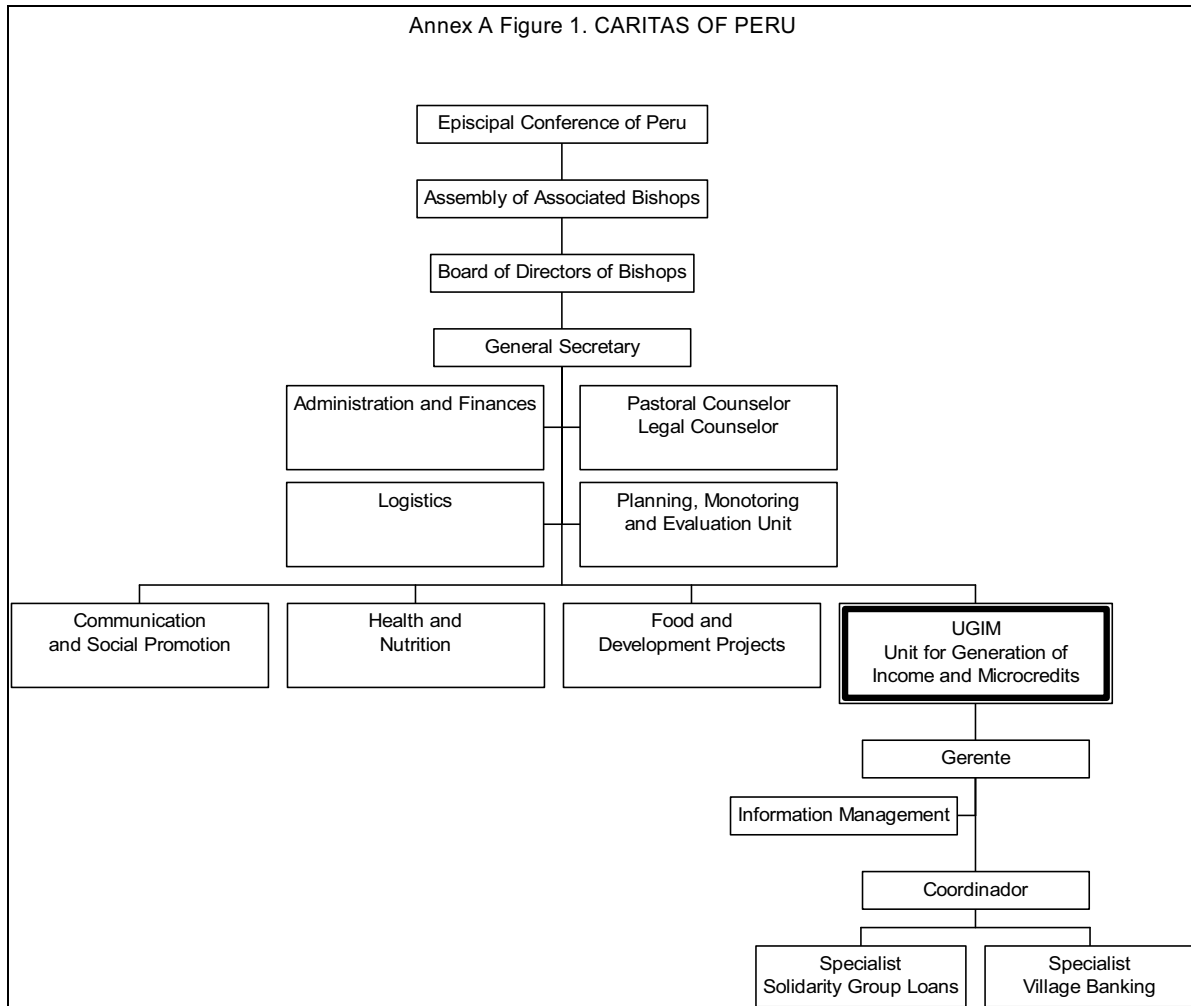 Annex A Figure 1. CARITAS OF PERU
Episcipal Conference of Peru
Assembly of Associated Bishops
Board of Directors of Bishops
General Secretary
Administration and Finances
Pastoral Counselor
Legal Counselor
Logistics
Planning, Monotoring
and Evaluation Unit
Communication
and Social Promotion
Health and
Nutrition
Food and
Development Projects
UGIM
Unit for Generation of
Income and Microcredits
Gerente
Information Management
Coordinador
Specialist
Solidarity Group Loans
Specialist
Village Banking